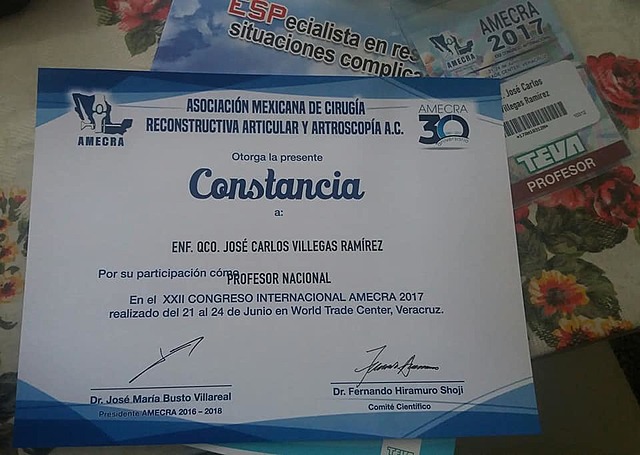 ESPecialista en res
situaciones complica
AMECRA
2017
José Carlos
Villegas Ramírez
TEVA
PROFESOR
AMECRA
ASOCIACIÓN MEXICANA DE CIRUGÍA
RECONSTRUCTIVA ARTICULAR Y ARTROSCOPÍA A.C.
AMECRA
30
aniversario
Otorga la presente
Constancia
a:
ENF. QCO. JOSÉ CARLOS VILLEGAS RAMÍREZ
Por su participación cómo PROFESOR NACIONAL
En el XXII CONGRESO INTERNACIONAL AMECRA 2017
realizado del 21 al 24 de Junio en World Trade Center, Veracruz.
Dr. José María Busto Villareal
Presidente AMECRA 2016 – 2018
Dr. Fernando Hiramuro Shoji
Comité Científico